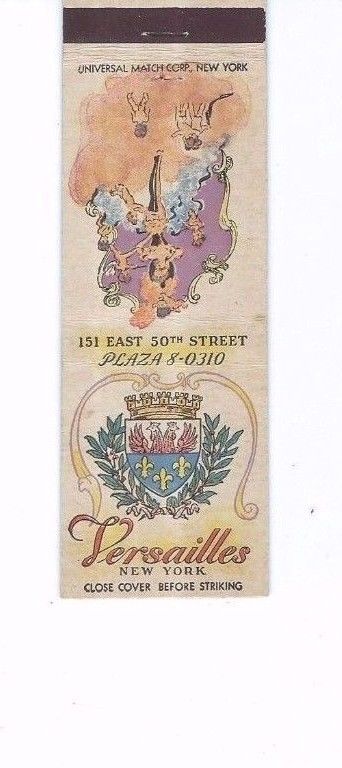 UNIVERSAL MATCH CORP., NEW YORK
151 EAST 50TH STREET
PLAZA 8-0310
Versailles
NEW YORK
CLOSE COVER BEFORE STRIKING